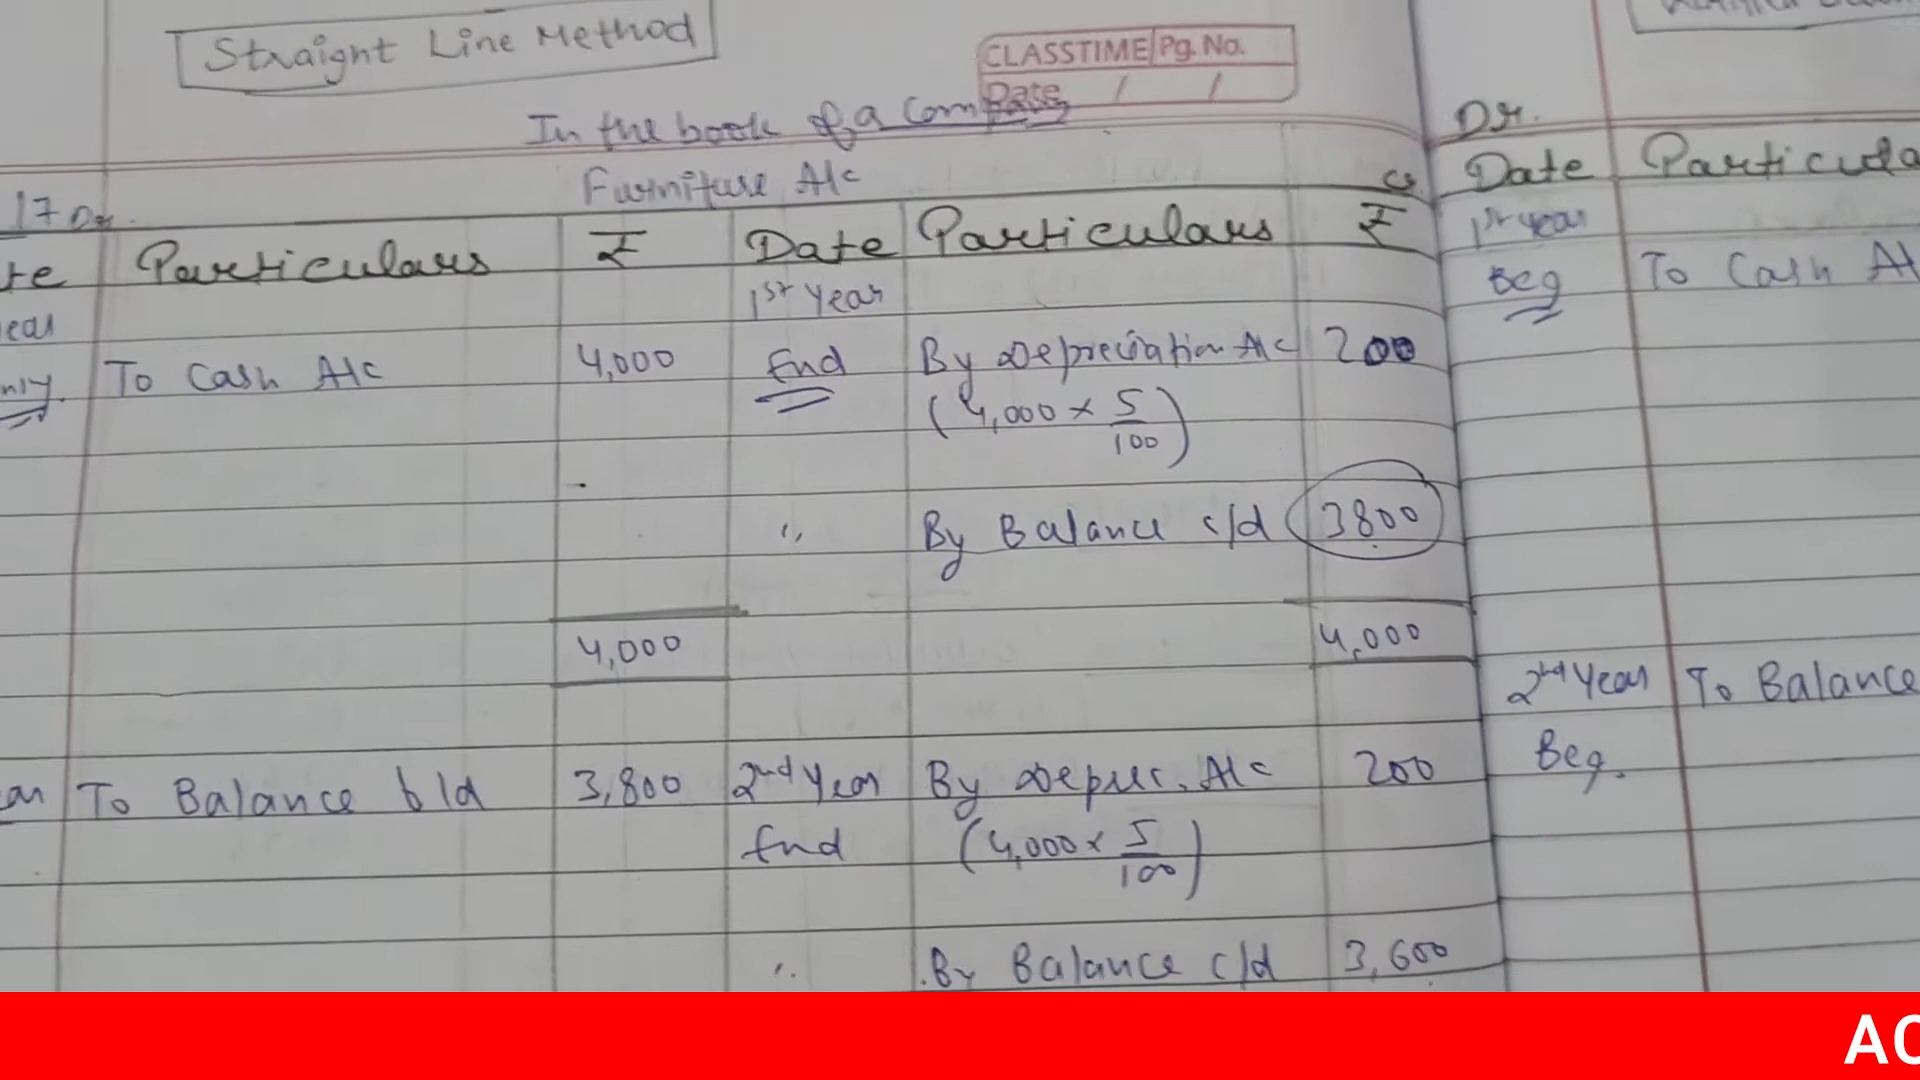 Straight Line Method
CLASSTIME Pg. No.
Date / /
In the book of a Company
Furniture A/c
17 Dr.
Particulars ₹ Date Particulars ₹
1st Year
To Cash A/c 4,000 End By Depreciation A/c 200
(4,000 × 5/100)
" By Balance c/d 3800
4,000 4,000
To Balance b/d 3,800 2nd Year By Deprec. A/c 200
End (4,000 × 5/100)
" By Balance c/d 3,600
Dr.
Date Particula
1st year
Beg To Cash A/
2nd Year To Balance
Beg.
AC